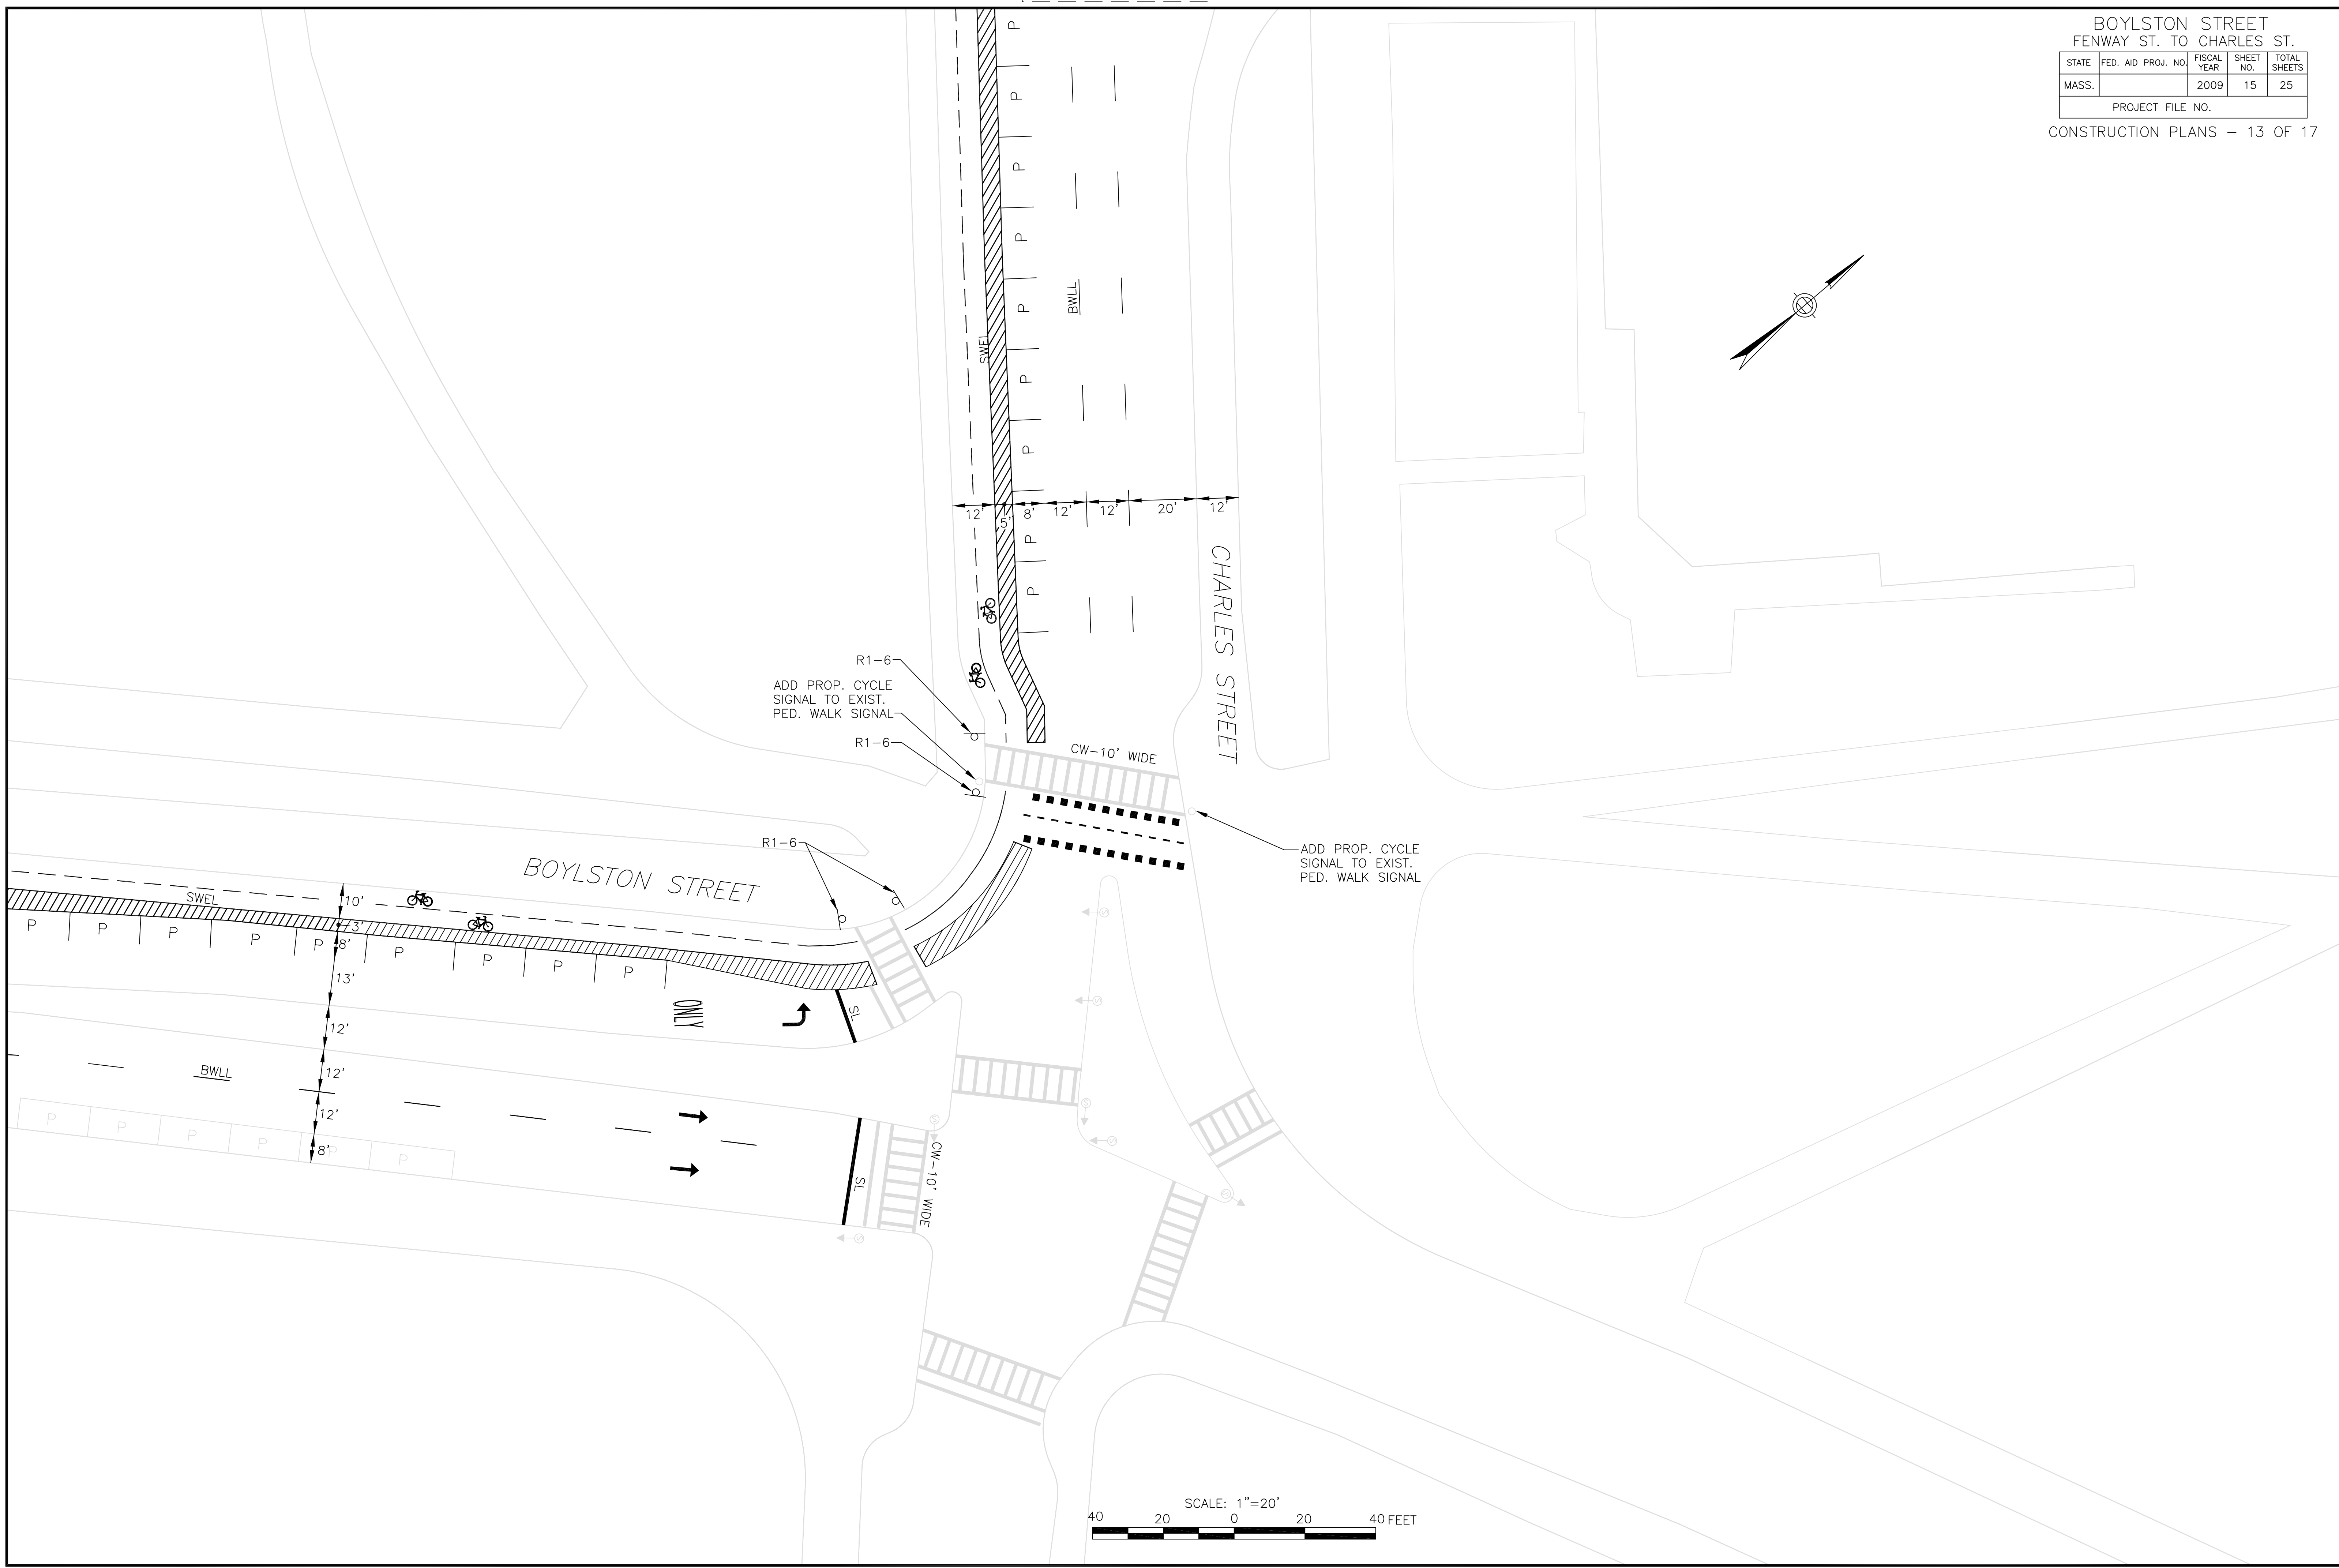 BOYLSTON STREET
FENWAY ST. TO CHARLES ST.
STATE FED. AID PROJ. NO. FISCAL YEAR SHEET NO. TOTAL SHEETS
MASS. 2009 15 25
PROJECT FILE NO.
CONSTRUCTION PLANS – 13 OF 17
P
P
P
P
P
BWLL
SWEL
P
P
12' 5' 8' 12' 12' 20' 12'
P
P
CHARLES STREET
R1–6
ADD PROP. CYCLE
SIGNAL TO EXIST.
PED. WALK SIGNAL
R1–6
CW–10' WIDE
R1–6
ADD PROP. CYCLE
SIGNAL TO EXIST.
PED. WALK SIGNAL
BOYLSTON STREET
SWEL
10'
3'
8'
P P P P P P P P P
13'
ONLY
SL
12'
BWLL
12'
12'
P P P P P P
8'
SL
CW–10' WIDE
SCALE: 1"=20'
40 20 0 20 40 FEET